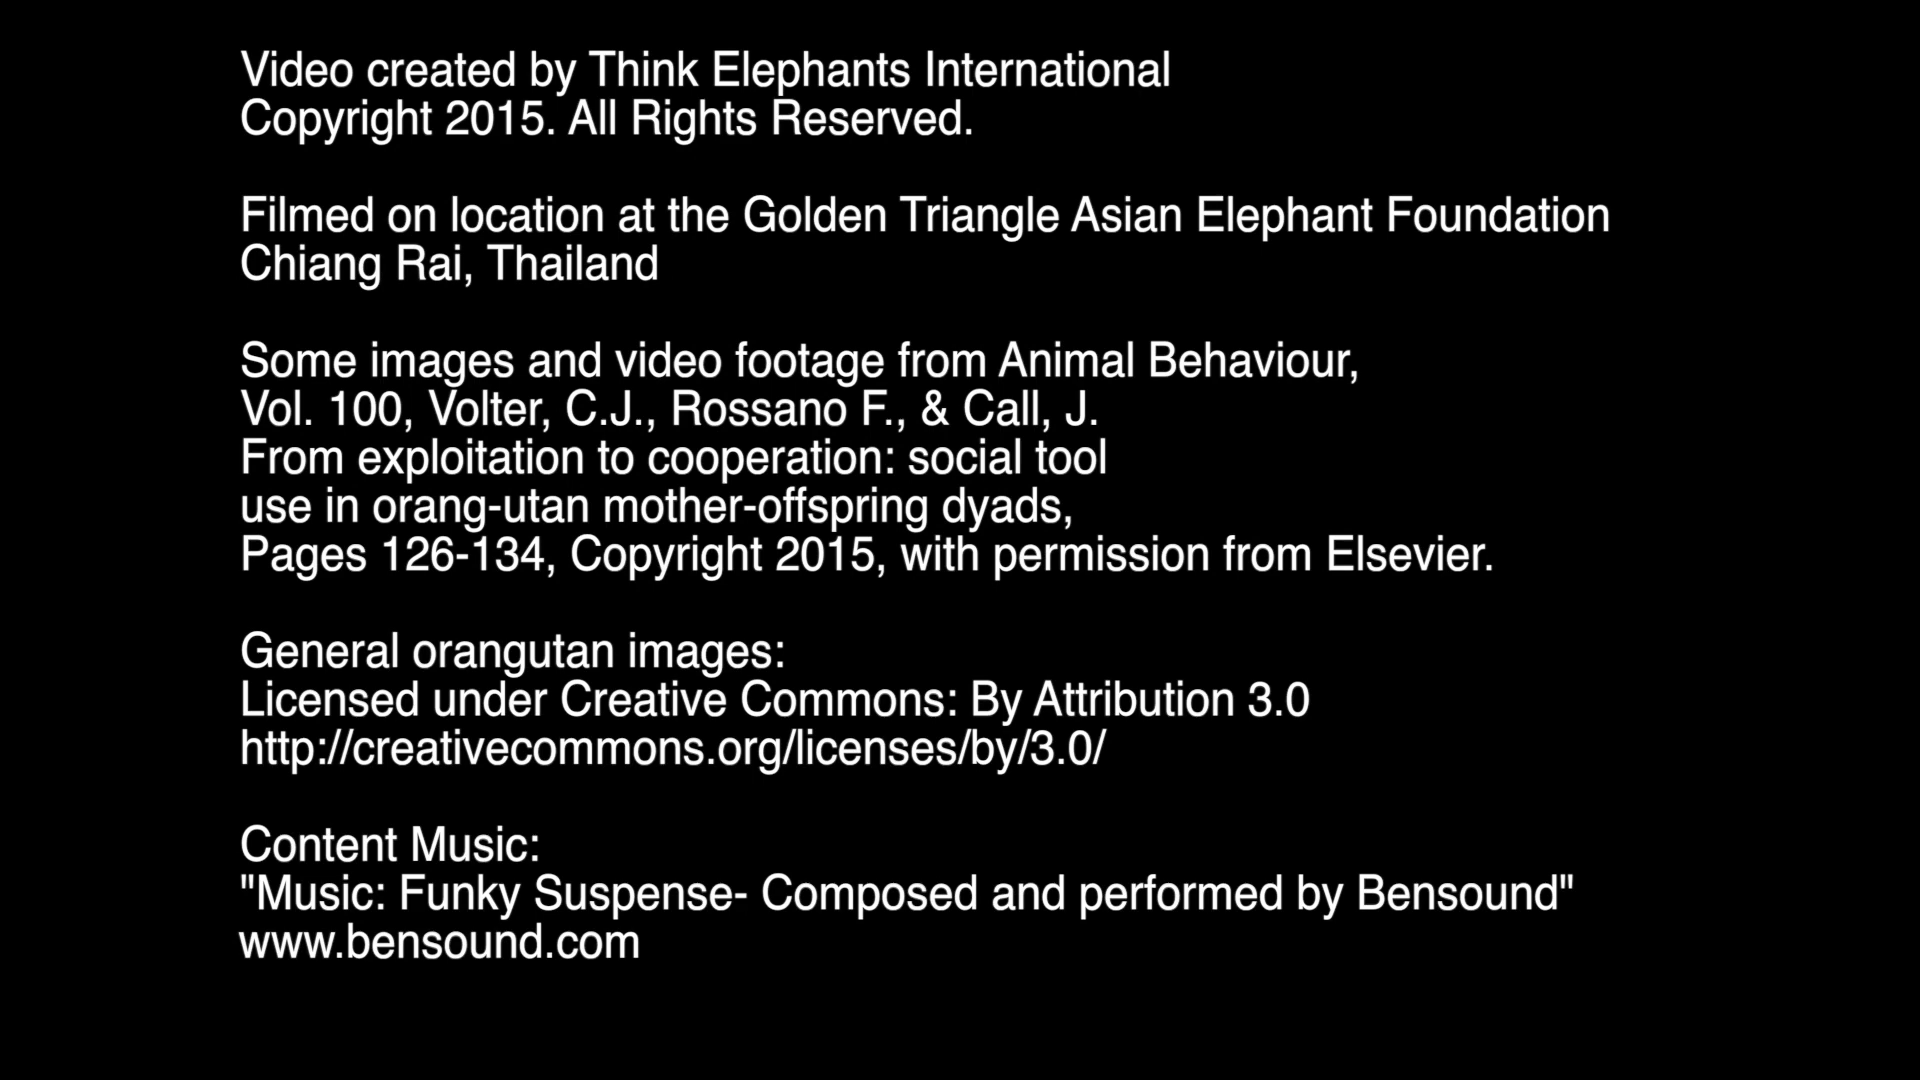 Video created by Think Elephants International
Copyright 2015. All Rights Reserved.
Filmed on location at the Golden Triangle Asian Elephant Foundation
Chiang Rai, Thailand
Some images and video footage from Animal Behaviour,
Vol. 100, Volter, C.J., Rossano F., & Call, J.
From exploitation to cooperation: social tool
use in orang-utan mother-offspring dyads,
Pages 126-134, Copyright 2015, with permission from Elsevier.
General orangutan images:
Licensed under Creative Commons: By Attribution 3.0
http://creativecommons.org/licenses/by/3.0/
Content Music:
"Music: Funky Suspense- Composed and performed by Bensound"
www.bensound.com